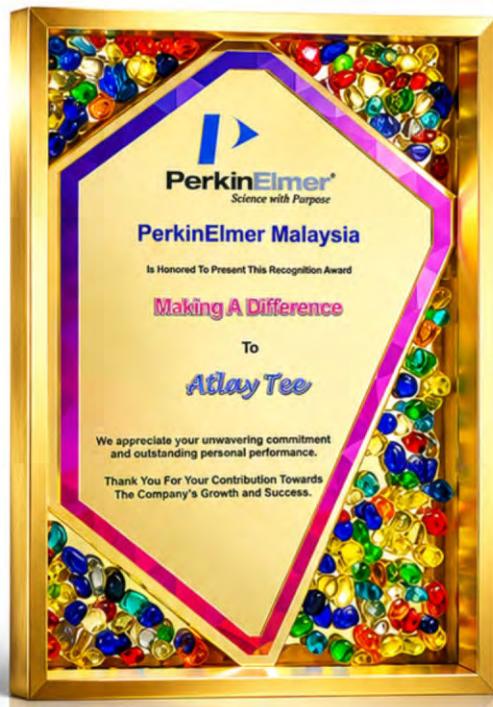 PerkinElmer®
Science with Purpose
PerkinElmer Malaysia
Is Honored To Present This Recognition Award
Making A Difference
To
Atlay Tee
We appreciate your unwavering commitment
and outstanding personal performance.
Thank You For Your Contribution Towards
The Company's Growth and Success.